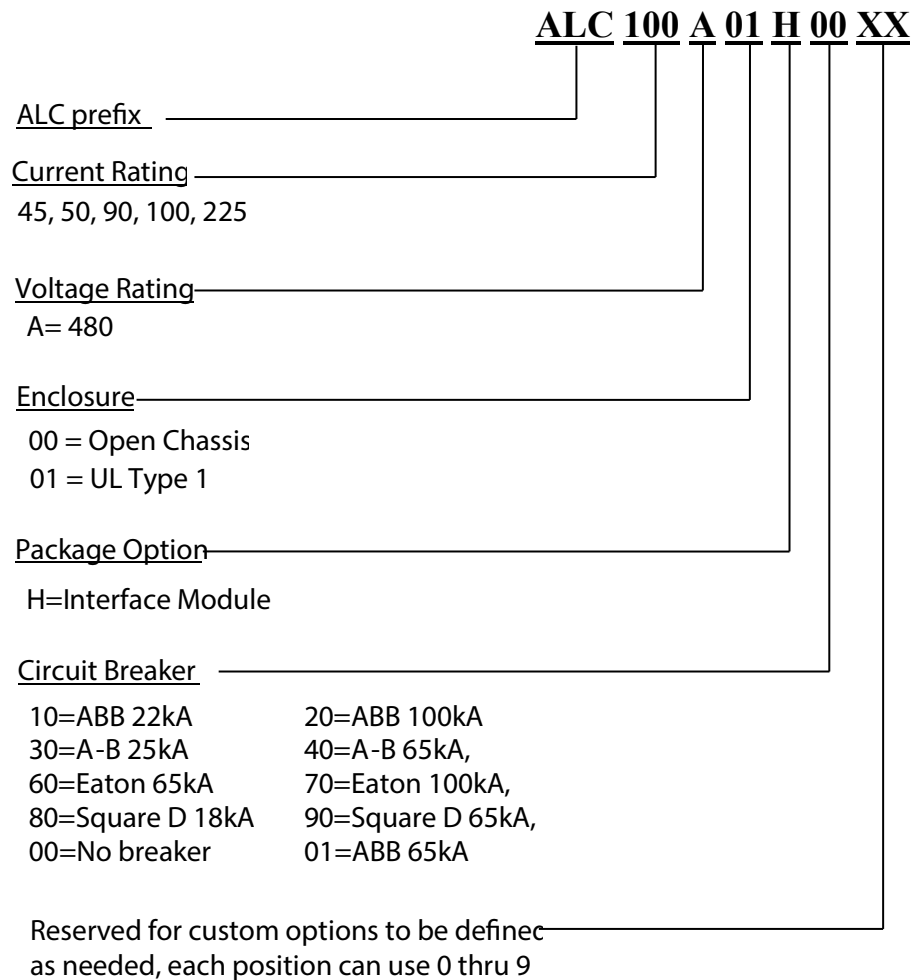 ALC 100 A 01 H 00 XX
ALC prefix
Current Rating
45, 50, 90, 100, 225
Voltage Rating
A= 480
Enclosure
00 = Open Chassis
01 = UL Type 1
Package Option
H=Interface Module
Circuit Breaker
10=ABB 22kA 20=ABB 100kA
30=A-B 25kA 40=A-B 65kA,
60=Eaton 65kA 70=Eaton 100kA,
80=Square D 18kA 90=Square D 65kA,
00=No breaker 01=ABB 65kA
Reserved for custom options to be defined
as needed, each position can use 0 thru 9